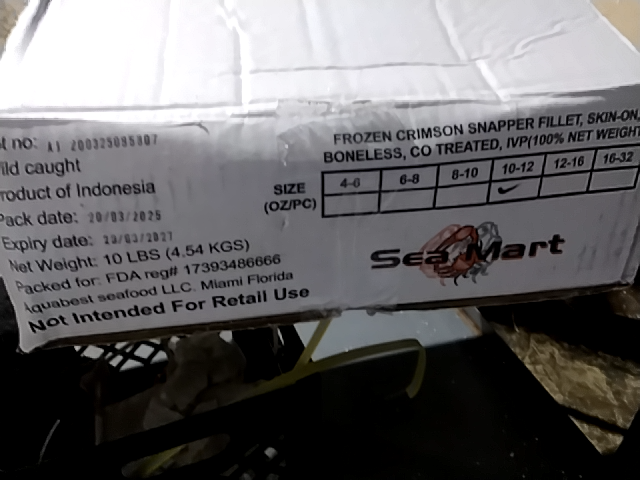 t no: A1 200325095007
ild caught
roduct of Indonesia
Pack date: 20/03/2025
Expiry date: 20/03/2027
Net Weight: 10 LBS (4.54 KGS)
Packed for: FDA reg# 17393486666
Aquabest seafood LLC. Miami Florida
Not Intended For Retail Use
FROZEN CRIMSON SNAPPER FILLET, SKIN-ON,
BONELESS, CO TREATED, IVP(100% NET WEIGHT
SIZE
(OZ/PC)
4-6 6-8 8-10 10-12 12-16 16-32
Sea Mart